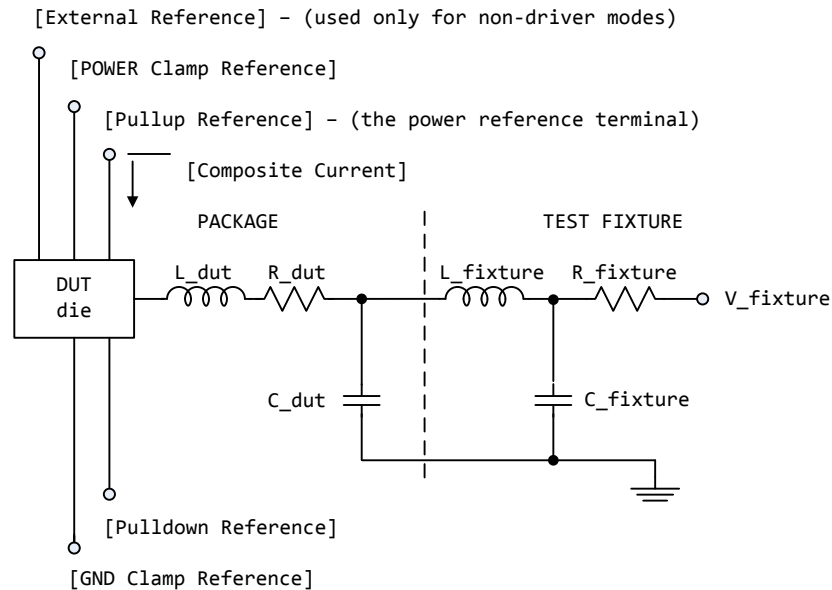 [External Reference] – (used only for non-driver modes)
[POWER Clamp Reference]
[Pullup Reference] – (the power reference terminal)
[Composite Current]
PACKAGE
TEST FIXTURE
DUT
die
L_dut
R_dut
L_fixture
R_fixture
V_fixture
C_dut
C_fixture
[Pulldown Reference]
[GND Clamp Reference]